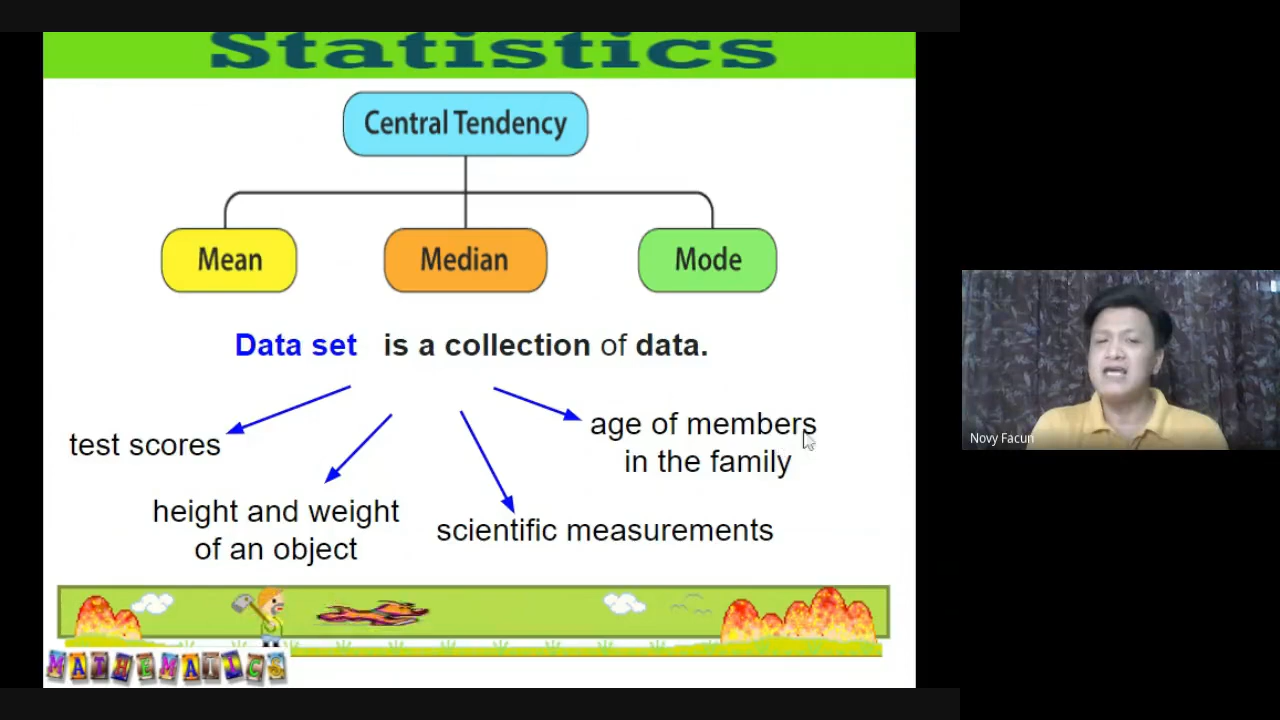 Statistics
Central Tendency
Mean
Median
Mode
Data set is a collection of data.
test scores
age of members
in the family
height and weight
of an object
scientific measurements
MATHEMATICS
Novy Facun